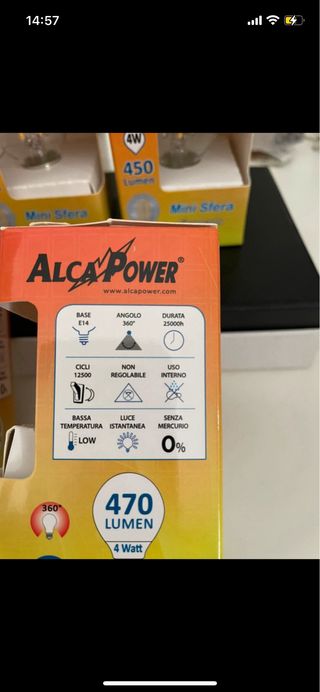 14:57
4W
450
Lumen
Mini Sfera
Mini Sfera
ALCAPOWER®
www.alcapower.com
BASE
E14
ANGOLO
360°
DURATA
25000h
CICLI
12500
NON
REGOLABILE
USO
INTERNO
BASSA
TEMPERATURA
LOW
LUCE
ISTANTANEA
SENZA
MERCURIO
0%
360°
470
LUMEN
4 Watt